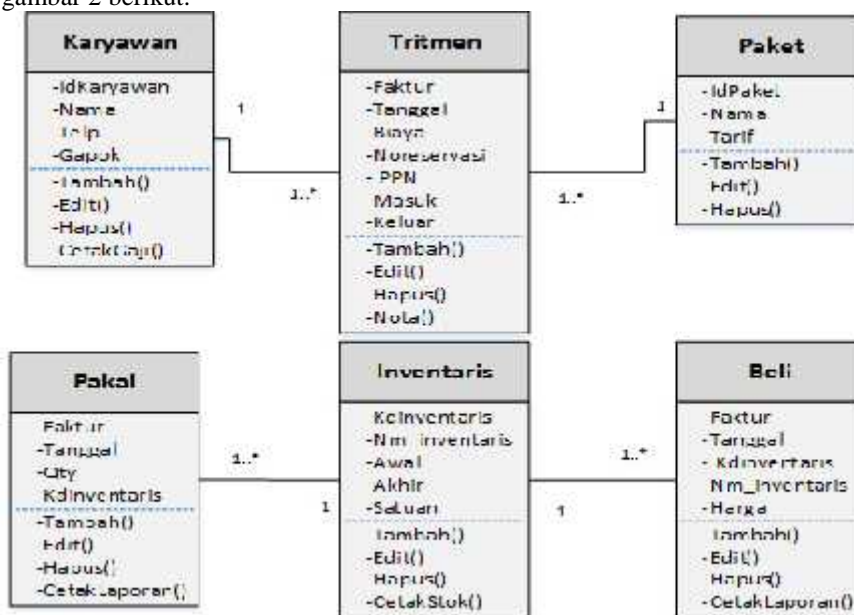 gambar 2 berikut.
Karyawan
-IdKaryawan
-Nama
Telp
-Gapok
-Tambah()
-Edit()
-Hapus()
CetakGaji()
1
1..*
Tritmen
-Faktur
-Tanggal
Biaya
-Noreservasi
- PPN
Masuk
-Keluar
-Tambah()
-Edit()
Hapus()
-Nota()
1
1..*
Paket
-IdPaket
-Nama
Tarif
-Tambah()
Edit()
-Hapus()
Pakai
Faktur
-Tanggal
-Qty
KdInventaris
-Tambah()
Edit()
-Hapus()
-CetakLaporan()
1..*
1
Inventaris
KdInventaris
-Nm_inventaris
-Awal
Akhir
-Satuan
Tambah()
-Edit()
Hapus()
-CetakStok()
1..*
1
Beli
Faktur
-Tanggal
- Kdinventaris
Nm_inventaris
-Harga
Tambah()
-Edit()
Hapus()
-CetakLaporan()